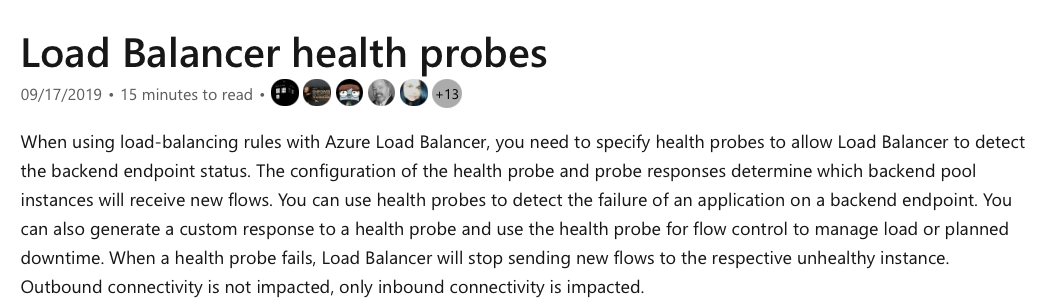 Load Balancer health probes
09/17/2019 • 15 minutes to read • +13
When using load-balancing rules with Azure Load Balancer, you need to specify health probes to allow Load Balancer to detect
the backend endpoint status. The configuration of the health probe and probe responses determine which backend pool
instances will receive new flows. You can use health probes to detect the failure of an application on a backend endpoint. You
can also generate a custom response to a health probe and use the health probe for flow control to manage load or planned
downtime. When a health probe fails, Load Balancer will stop sending new flows to the respective unhealthy instance.
Outbound connectivity is not impacted, only inbound connectivity is impacted.